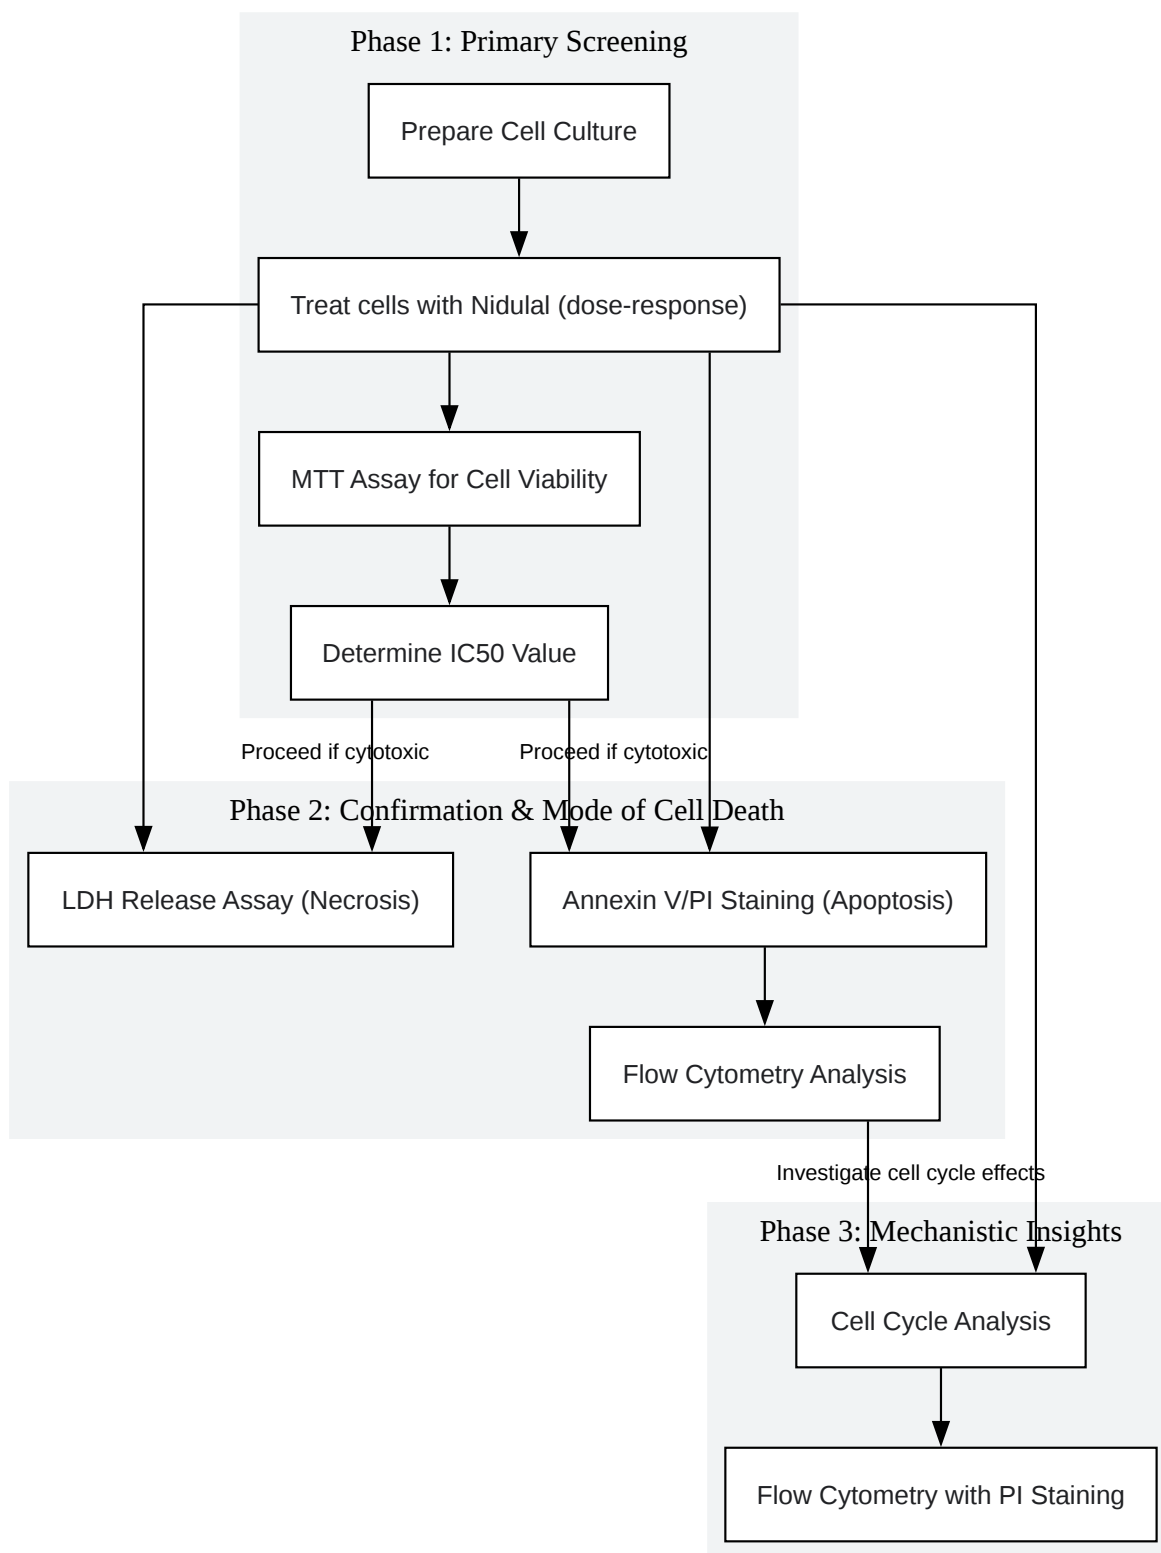 Phase 1: Primary Screening
Prepare Cell Culture
Treat cells with Nidulal (dose-response)
MTT Assay for Cell Viability
Determine IC50 Value
Proceed if cytotoxic
Proceed if cytotoxic
Phase 2: Confirmation & Mode of Cell Death
LDH Release Assay (Necrosis)
Annexin V/PI Staining (Apoptosis)
Flow Cytometry Analysis
Investigate cell cycle effects
Phase 3: Mechanistic Insights
Cell Cycle Analysis
Flow Cytometry with PI Staining